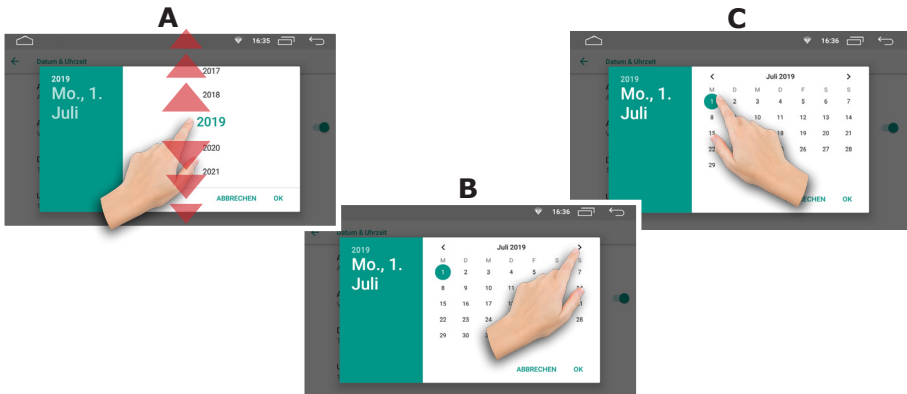 A
16:35
Datum & Uhrzeit
2019
Mo., 1.
Juli
2017
2018
2019
2020
2021
ABBRECHEN OK
B
16:36
Datum & Uhrzeit
2019
Mo., 1.
Juli
< Juli 2019 >
M D M D F S S
1 2 3 4 5 7
8 9 10 11 14
15 16 17
22 23 24 28
29 30
ABBRECHEN OK
C
16:36
Datum & Uhrzeit
2019
Mo., 1.
Juli
< Juli 2019 >
M D M D F S S
1 2 3 4 5 6 7
8 10 11 12 13 14
15 18 19 20 21
22 26 27 28
29
OK